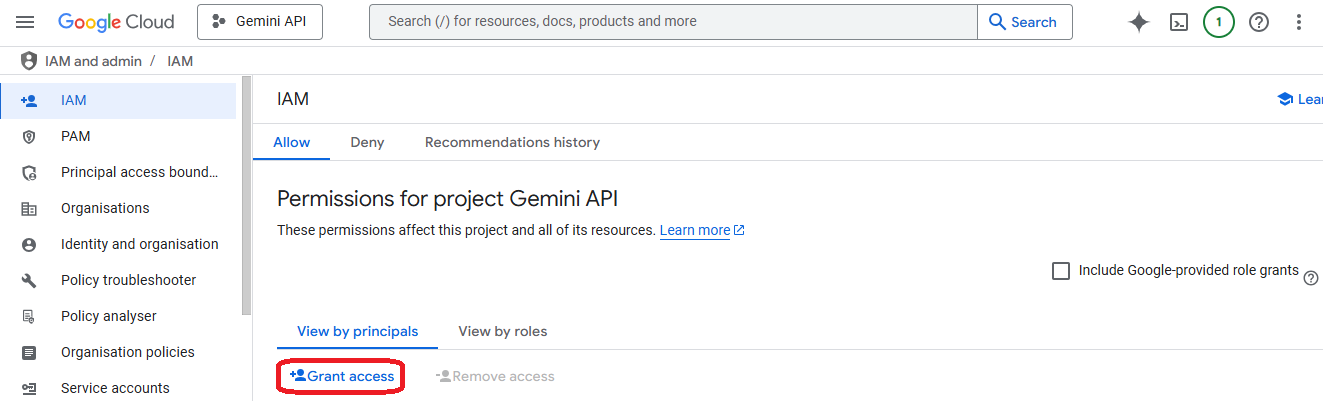 Google Cloud Gemini API Search (/) for resources, docs, products and more Search 1
IAM and admin / IAM
IAM
PAM
Principal access bound...
Organisations
Identity and organisation
Policy troubleshooter
Policy analyser
Organisation policies
Service accounts
IAM
Lear
Allow Deny Recommendations history
Permissions for project Gemini API
These permissions affect this project and all of its resources. Learn more
Include Google-provided role grants
View by principals View by roles
Grant access Remove access